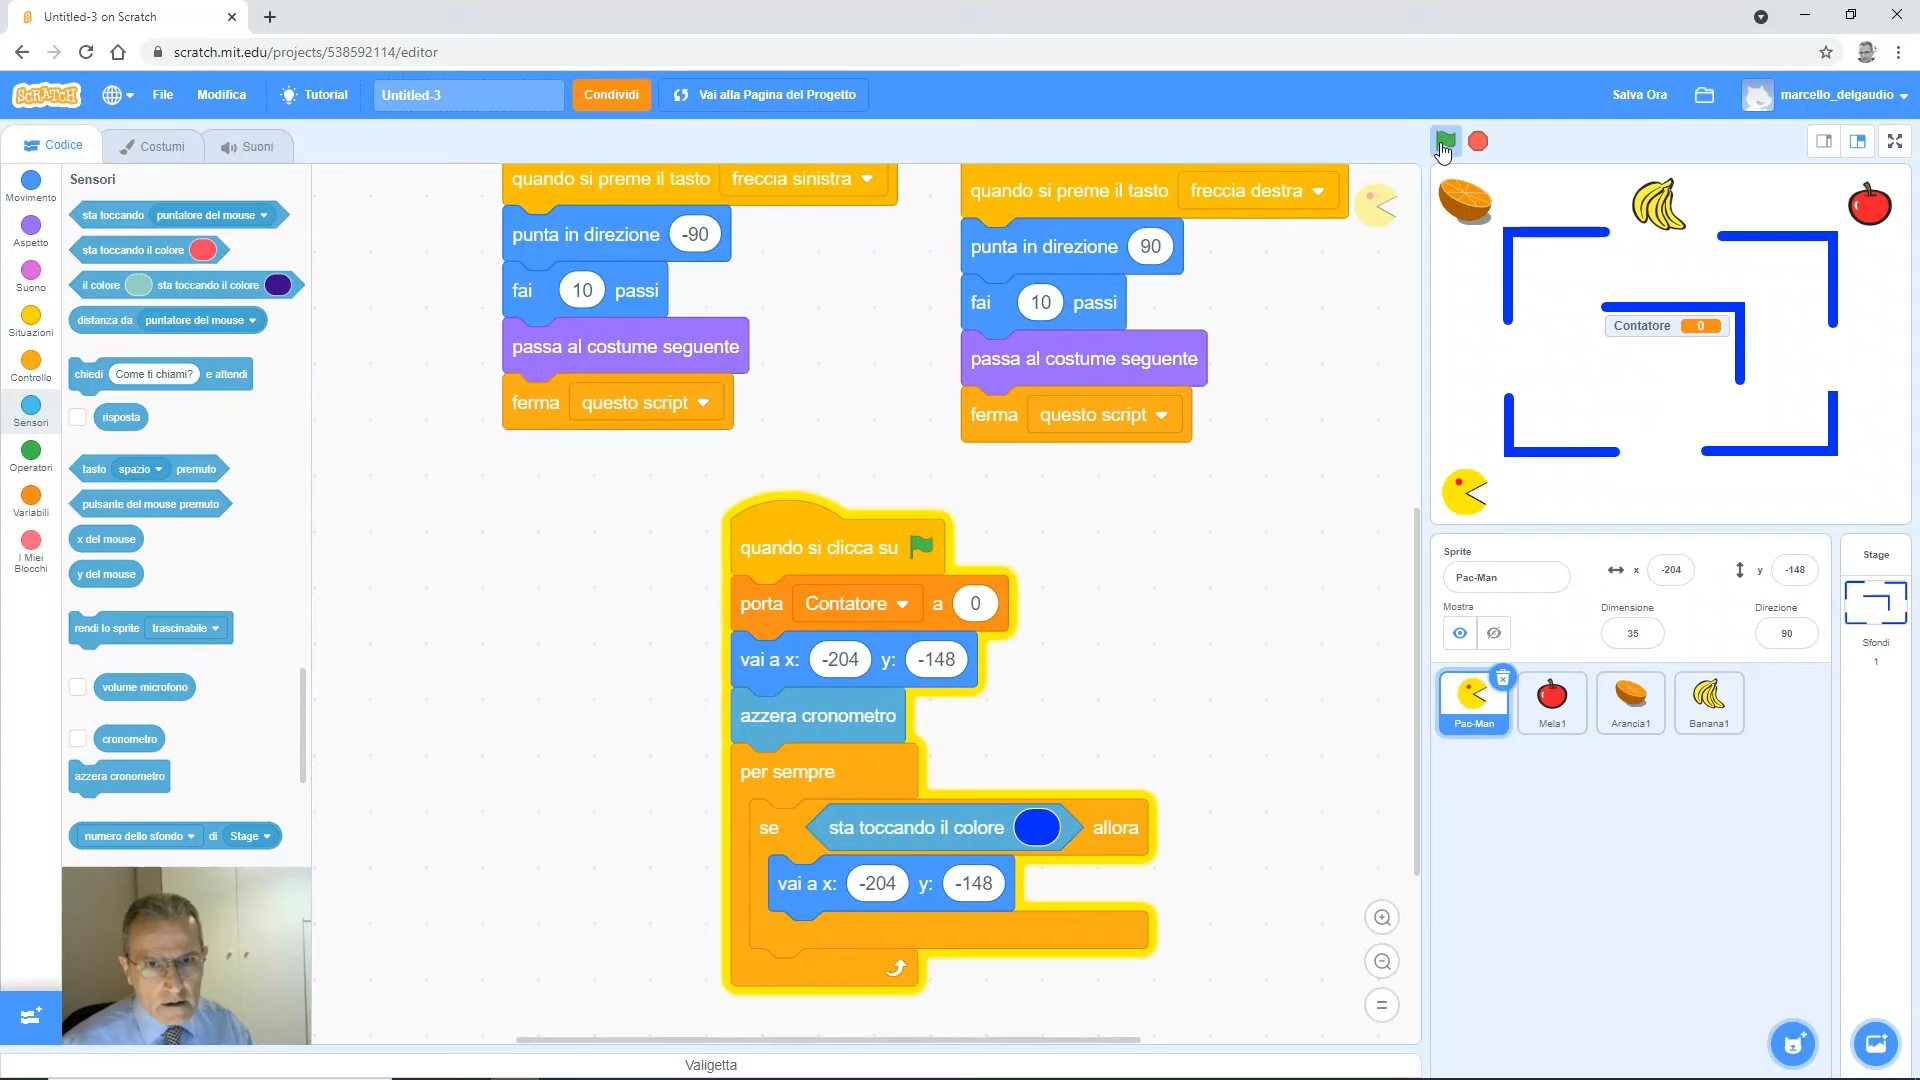 Untitled-3 on Scratch
scratch.mit.edu/projects/538592114/editor
SCRATCH
File
Modifica
Tutorial
Untitled-3
Condividi
Vai alla Pagina del Progetto
Salva Ora
marcello_delgaudio
Codice
Costumi
Suoni
Movimento
Aspetto
Suono
Situazioni
Controllo
Sensori
Operatori
Variabili
I Miei
Blocchi
Sensori
sta toccando puntatore del mouse
sta toccando il colore
il colore sta toccando il colore
distanza da puntatore del mouse
chiedi Come ti chiami? e attendi
risposta
tasto spazio premuto
pulsante del mouse premuto
x del mouse
y del mouse
rendi lo sprite trascinabile
volume microfono
cronometro
azzera cronometro
numero dello sfondo di Stage
quando si preme il tasto freccia sinistra
punta in direzione -90
fai 10 passi
passa al costume seguente
ferma questo script
quando si preme il tasto freccia destra
punta in direzione 90
fai 10 passi
passa al costume seguente
ferma questo script
quando si clicca su
porta Contatore a 0
vai a x: -204 y: -148
azzera cronometro
per sempre
se sta toccando il colore allora
vai a x: -204 y: -148
Contatore 0
Sprite
Pac-Man
x -204
y -148
Mostra
Dimensione
35
Direzione
90
Pac-Man
Mela1
Arancia1
Banana1
Stage
Sfondi
1
Valigetta